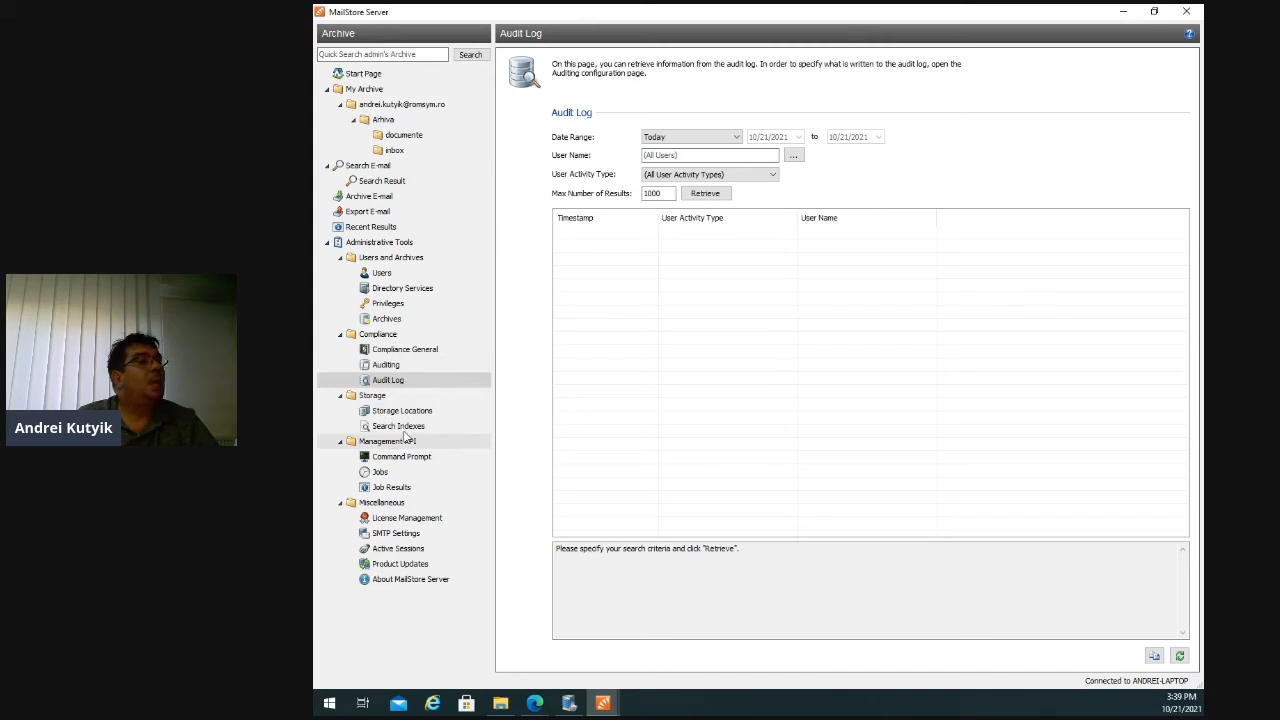 MailStore Server
Archive
Audit Log
Quick Search admin's Archive
Search
Start Page
My Archive
andrei.kutyik@romsym.ro
Arhiva
documente
inbox
Search E-mail
Search Result
Archive E-mail
Export E-mail
Recent Results
Administrative Tools
Users and Archives
Users
Directory Services
Privileges
Archives
Compliance
Compliance General
Auditing
Audit Log
Storage
Storage Locations
Search Indexes
Management API
Command Prompt
Jobs
Job Results
Miscellaneous
License Management
SMTP Settings
Active Sessions
Product Updates
About MailStore Server
On this page, you can retrieve information from the audit log. In order to specify what is written to the audit log, open the
Auditing configuration page.
Audit Log
Date Range: Today 10/21/2021 to 10/21/2021
User Name: (All Users) ...
User Activity Type: (All User Activity Types)
Max Number of Results: 1000 Retrieve
Timestamp User Activity Type User Name
Please specify your search criteria and click "Retrieve".
Connected to ANDREI-LAPTOP
3:39 PM
10/21/2021
Andrei Kutyik